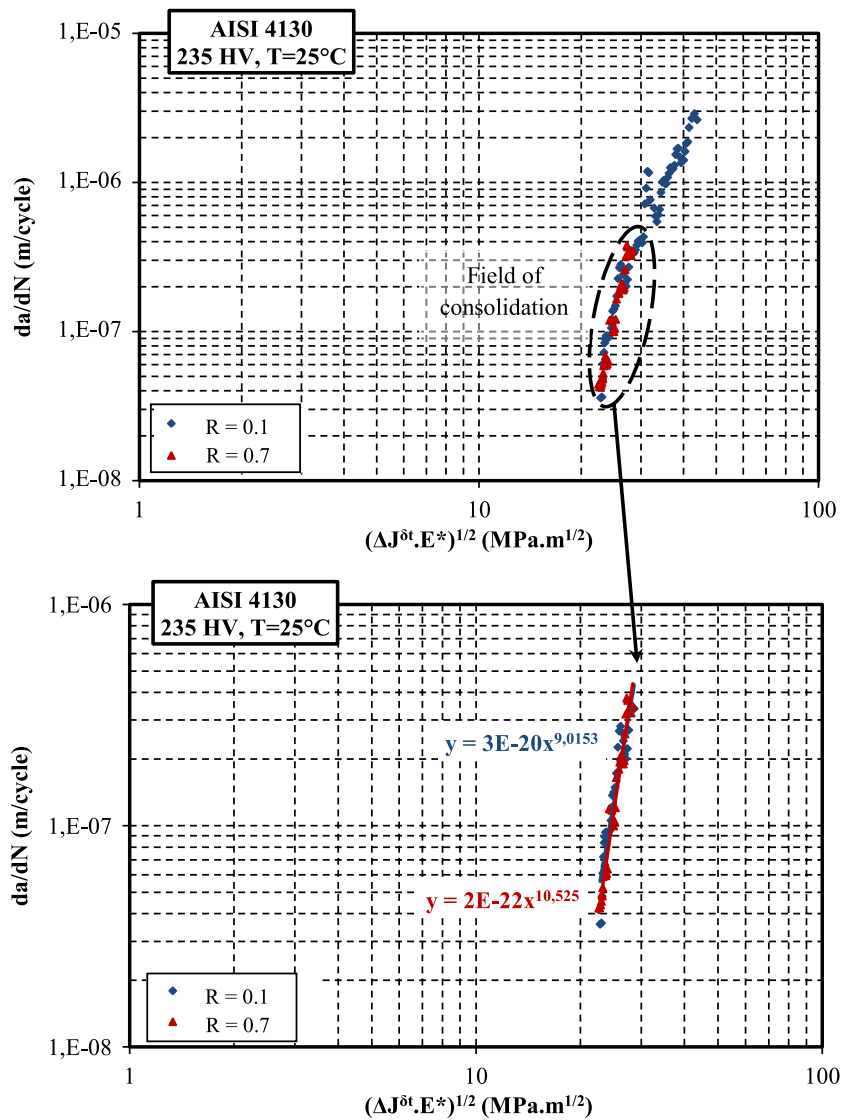 AISI 4130
235 HV, T=25°C
1,E-05
1,E-06
1,E-07
1,E-08
da/dN (m/cycle)
Field of
consolidation
R = 0.1
R = 0.7
1
10
100
(ΔJᵟᵗ.E*)¹/² (MPa.m¹/²)
AISI 4130
235 HV, T=25°C
1,E-06
1,E-07
1,E-08
da/dN (m/cycle)
y = 3E-20x⁹,⁰¹⁵³
y = 2E-22x¹⁰,⁵²⁵
R = 0.1
R = 0.7
1
10
100
(ΔJᵟᵗ.E*)¹/² (MPa.m¹/²)